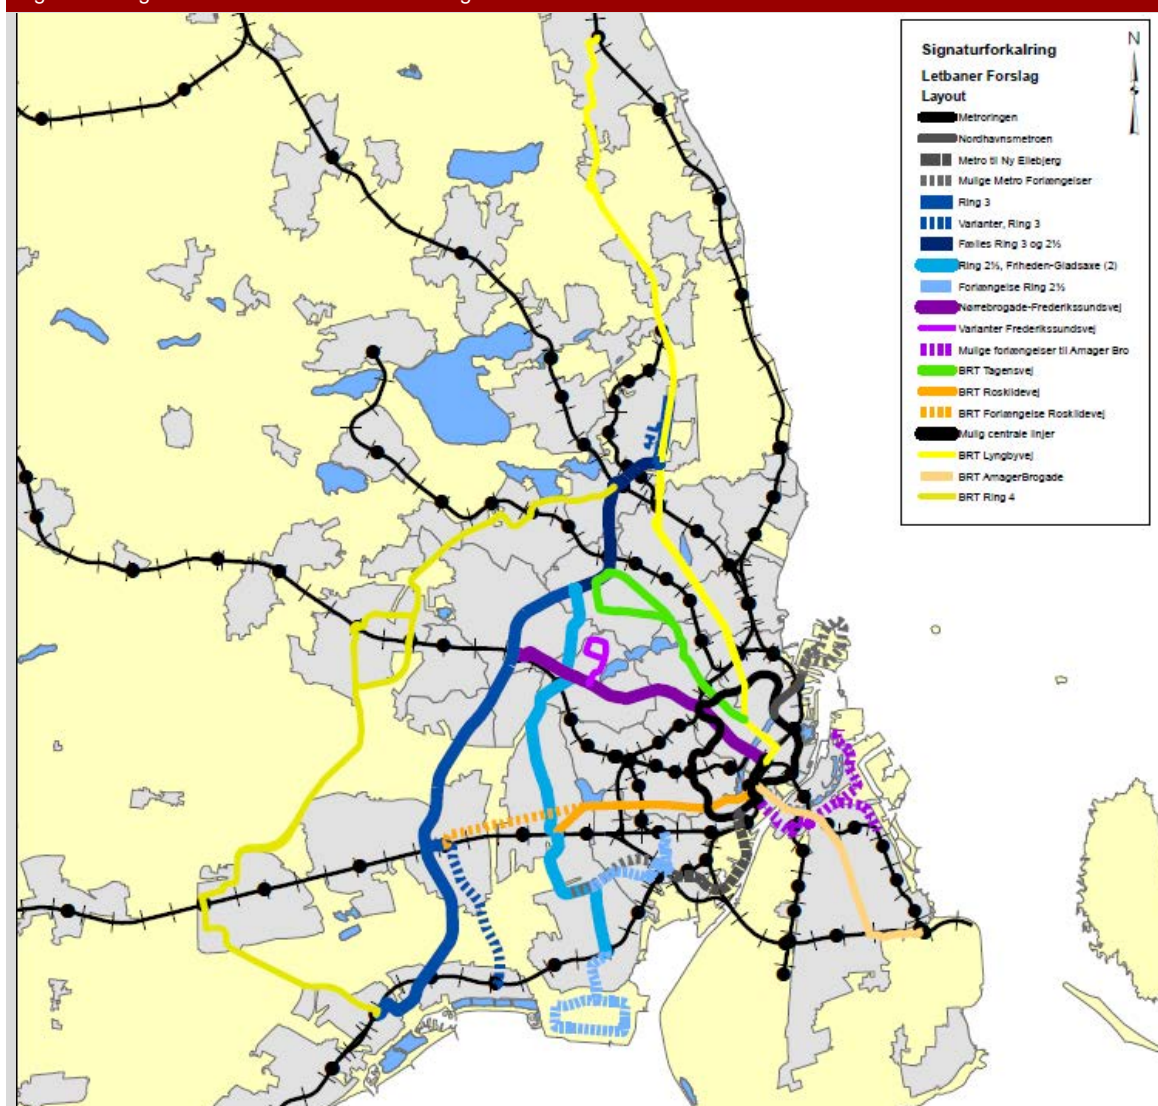 Signaturforkalring
N
Letbaner Forslag
Layout
Metroringen
Nordhavnsmetroen
Metro til Ny Ellebjerg
Mulige Metro Forlængelser
Ring 3
Varianter, Ring 3
Fælles Ring 3 og 2½
Ring 2½, Friheden-Gladsaxe (2)
Forlængelse Ring 2½
Nørrebrogade-Frederikssundsvej
Varianter Frederikssundsvej
Mulige forlængelser til Amager Bro
BRT Tagensvej
BRT Roskildevej
BRT Forlængelse Roskildevej
Mulig centrale linjer
BRT Lyngbyvej
BRT AmagerBrogade
BRT Ring 4